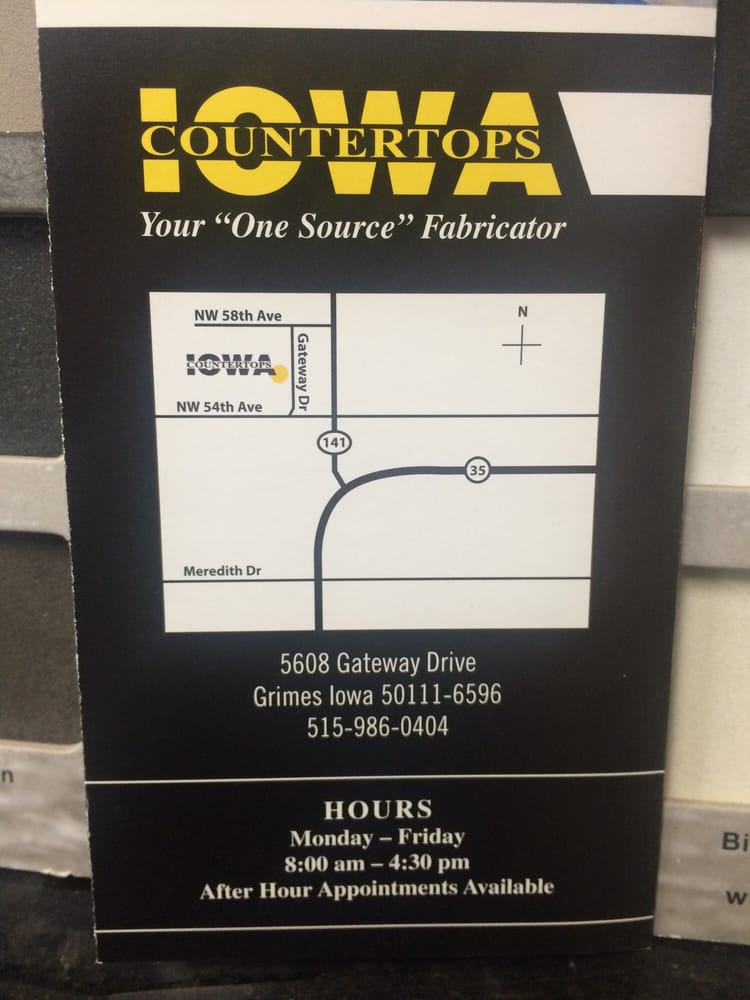 IOWA
COUNTERTOPS
Your “One Source” Fabricator
NW 58th Ave
N
Gateway Dr
IOWA
COUNTERTOPS
NW 54th Ave
141
35
Meredith Dr
5608 Gateway Drive
Grimes Iowa 50111-6596
515-986-0404
HOURS
Monday – Friday
8:00 am – 4:30 pm
After Hour Appointments Available